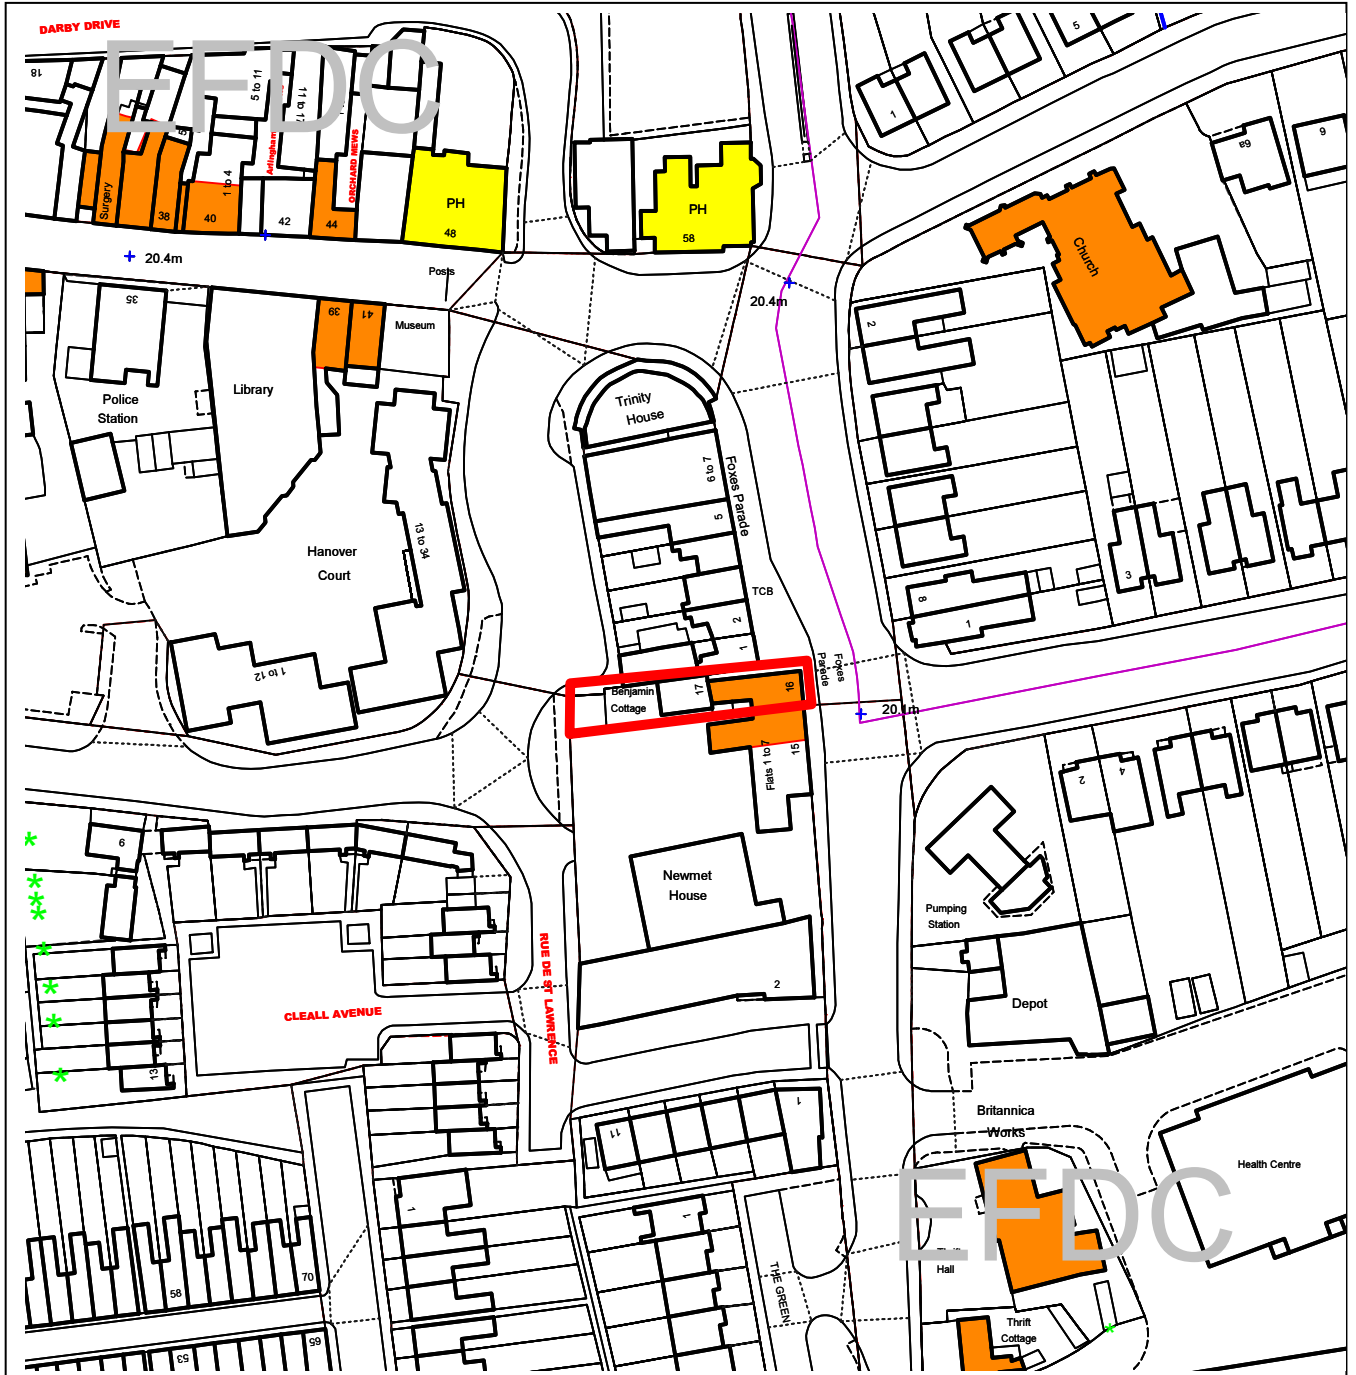 DARBY DRIVE
EFDC
18
5 to 11
11 to 1
5
1
5
6a
9
Arlingham
ORCHARD MEWS
1 to 4
Surgery
38
40
42
44
PH
48
PH
58
Church
20.4m
Posts
20.4m
35
39
41
Museum
2
Police
Station
Library
Trinity
House
6 to 7
Foxes Parade
5
13 to 34
Hanover
Court
TCB
3
8
1
2
1
Foxes
Parade
1 to 12
Benjamin
Cottage
17
16
20.1m
15
Flats 1 to 7
2
4
6
Newmet
House
Pumping
Station
RUE DE ST LAWRENCE
2
Depot
CLEALL AVENUE
13
1
11
Britannica
Works
EFDC
Health Centre
1
1
Hall
THE GREEN
70
58
Thrift
Cottage
65
53